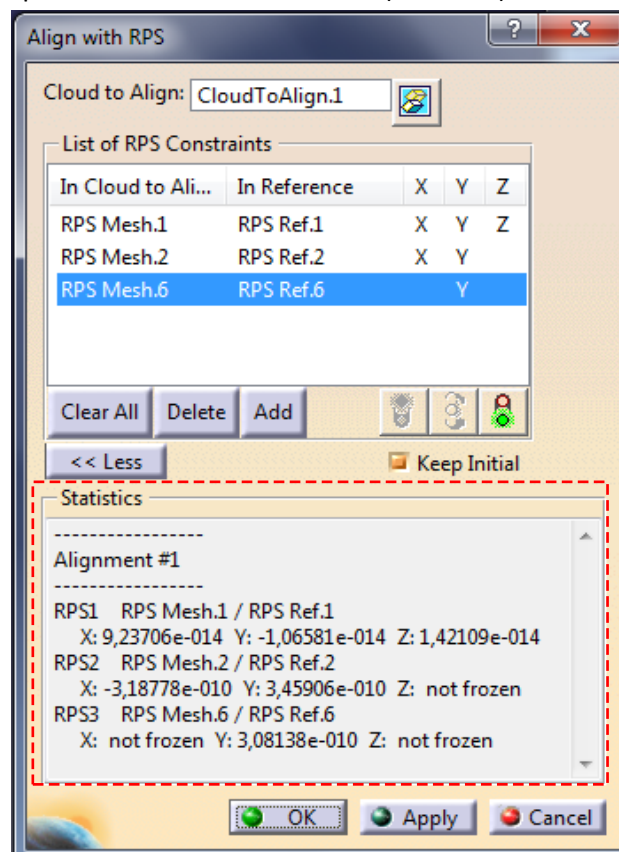 Align with RPS
Cloud to Align: CloudToAlign.1
List of RPS Constraints
In Cloud to Ali... In Reference X Y Z
RPS Mesh.1 RPS Ref.1 X Y Z
RPS Mesh.2 RPS Ref.2 X Y
RPS Mesh.6 RPS Ref.6 Y
Clear All Delete Add
<< Less Keep Initial
Statistics
-----------------
Alignment #1
-----------------
RPS1 RPS Mesh.1 / RPS Ref.1
X: 9,23706e-014 Y: -1,06581e-014 Z: 1,42109e-014
RPS2 RPS Mesh.2 / RPS Ref.2
X: -3,18778e-010 Y: 3,45906e-010 Z: not frozen
RPS3 RPS Mesh.6 / RPS Ref.6
X: not frozen Y: 3,08138e-010 Z: not frozen
OK Apply Cancel